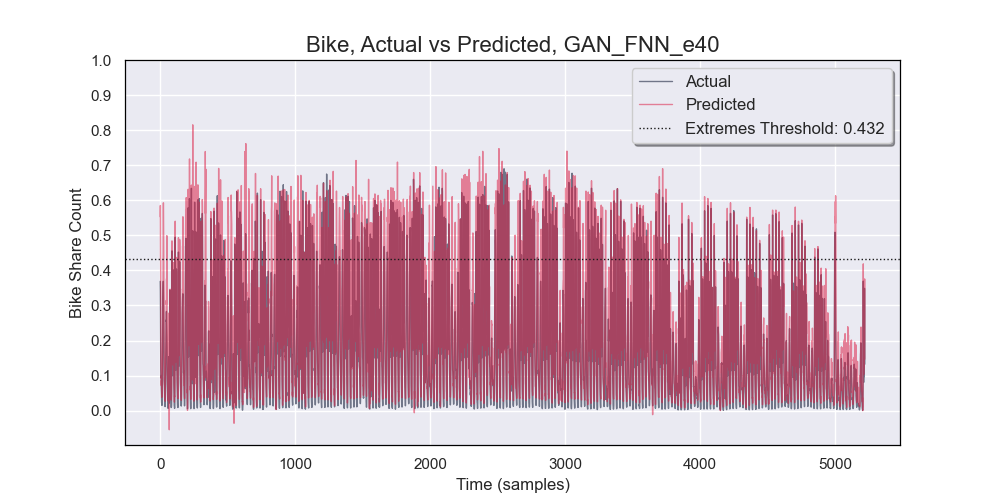 Bike, Actual vs Predicted, GAN_FNN_e40
Actual
Predicted
Extremes Threshold: 0.432
Bike Share Count
1.0
0.9
0.8
0.7
0.6
0.5
0.4
0.3
0.2
0.1
0.0
0 1000 2000 3000 4000 5000
Time (samples)